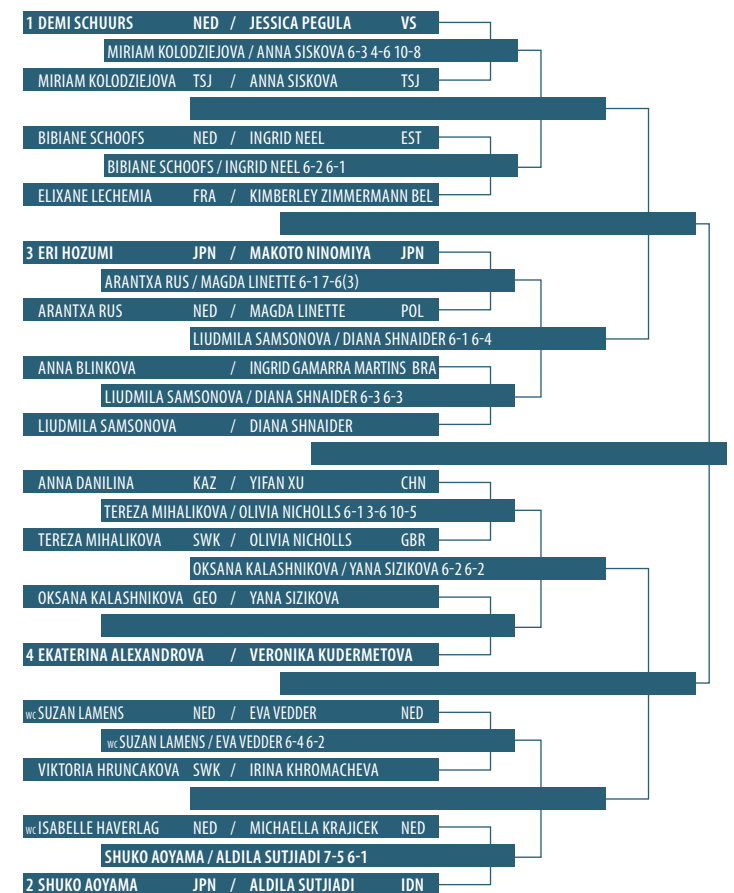 1 DEMI SCHUURS NED / JESSICA PEGULA VS
MIRIAM KOLODZIEJOVA / ANNA SISKOVA 6-3 4-6 10-8
MIRIAM KOLODZIEJOVA TSJ / ANNA SISKOVA TSJ
BIBIANE SCHOOFS NED / INGRID NEEL EST
BIBIANE SCHOOFS / INGRID NEEL 6-2 6-1
ELIXANE LECHEMIA FRA / KIMBERLEY ZIMMERMANN BEL
3 ERI HOZUMI JPN / MAKOTO NINOMIYA JPN
ARANTXA RUS / MAGDA LINETTE 6-1 7-6(3)
ARANTXA RUS NED / MAGDA LINETTE POL
LIUDMILA SAMSONOVA / DIANA SHNAIDER 6-1 6-4
ANNA BLINKOVA / INGRID GAMARRA MARTINS BRA
LIUDMILA SAMSONOVA / DIANA SHNAIDER 6-3 6-3
LIUDMILA SAMSONOVA / DIANA SHNAIDER
ANNA DANILINA KAZ / YIFAN XU CHN
TEREZA MIHALIKOVA / OLIVIA NICHOLLS 6-1 3-6 10-5
TEREZA MIHALIKOVA SWK / OLIVIA NICHOLLS GBR
OKSANA KALASHNIKOVA / YANA SIZIKOVA 6-2 6-2
OKSANA KALASHNIKOVA GEO / YANA SIZIKOVA
4 EKATERINA ALEXANDROVA / VERONIKA KUDERMETOVA
WC SUZAN LAMENS NED / EVA VEDDER NED
WC SUZAN LAMENS / EVA VEDDER 6-4 6-2
VIKTORIA HRUNCAKOVA SWK / IRINA KHROMACHEVA
WC ISABELLE HAVERLAG NED / MICHAELLA KRAJICEK NED
SHUKO AOYAMA / ALDILA SUTJIADI 7-5 6-1
2 SHUKO AOYAMA JPN / ALDILA SUTJIADI IDN